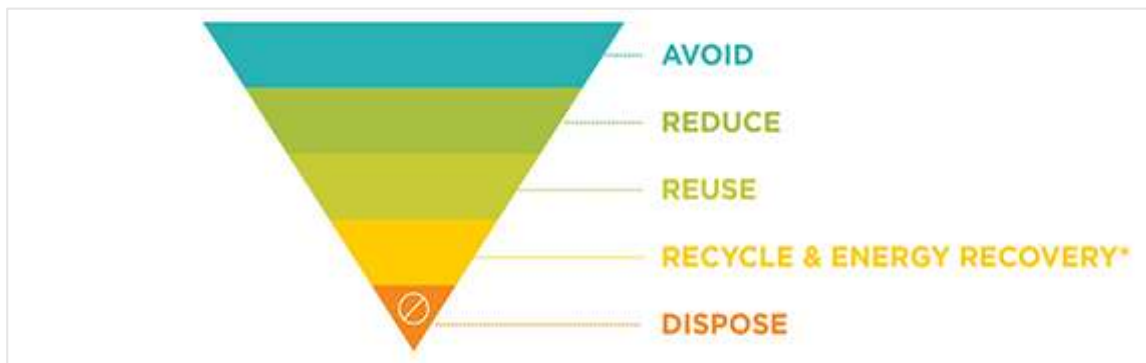 AVOID
REDUCE
REUSE
RECYCLE & ENERGY RECOVERY*
DISPOSE